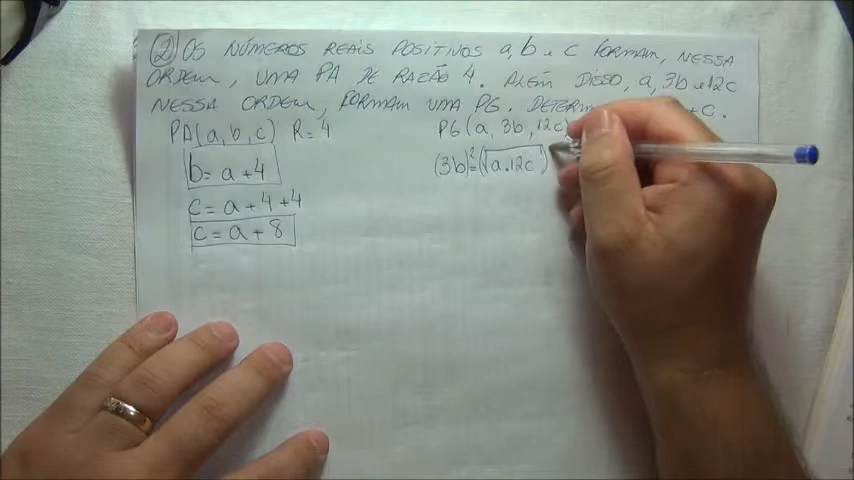 2 OS NÚMEROS REAIS POSITIVOS a, b e c FORMAM, NESSA
ORDEM, UMA PA DE RAZÃO 4. ALÉM DISSO, a, 3b e 12c
NESSA ORDEM, FORMAM UMA PG. + c.
PA(a, b, c) R = 4
PG(a, 3b, 12c)
b = a + 4
(3b)² = (√a.12c)
c = a + 4 + 4
c = a + 8